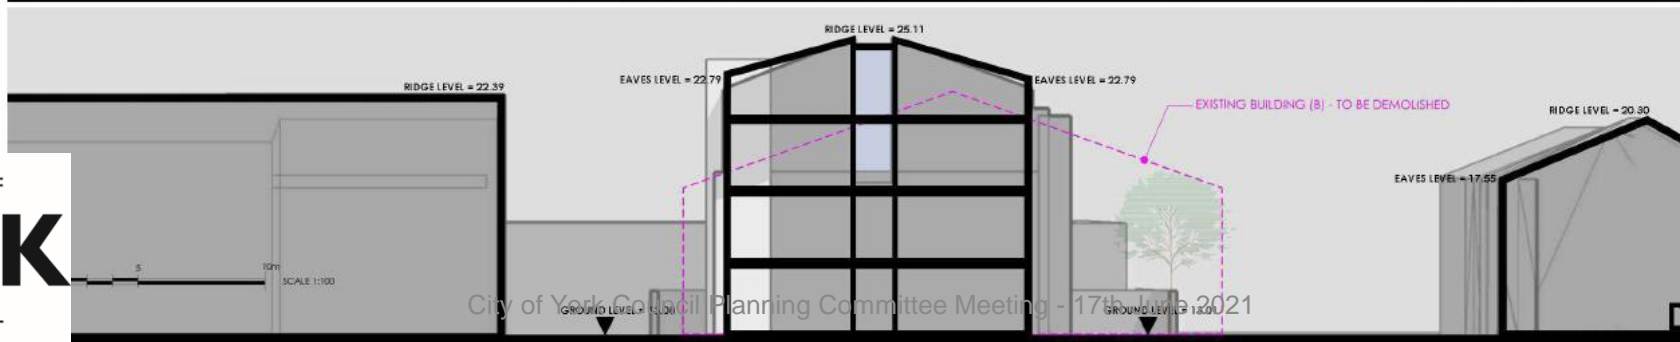 RIDGE LEVEL = 25.11
EAVES LEVEL = 22.79
EAVES LEVEL = 22.79
RIDGE LEVEL = 22.39
EXISTING BUILDING (B) - TO BE DEMOLISHED
RIDGE LEVEL = 20.30
EAVES LEVEL = 17.55
K
5
10m
SCALE 1:100
City of York Council Planning Committee Meeting - 17th June 2021
GROUND LEVEL =
GROUND LEVEL =